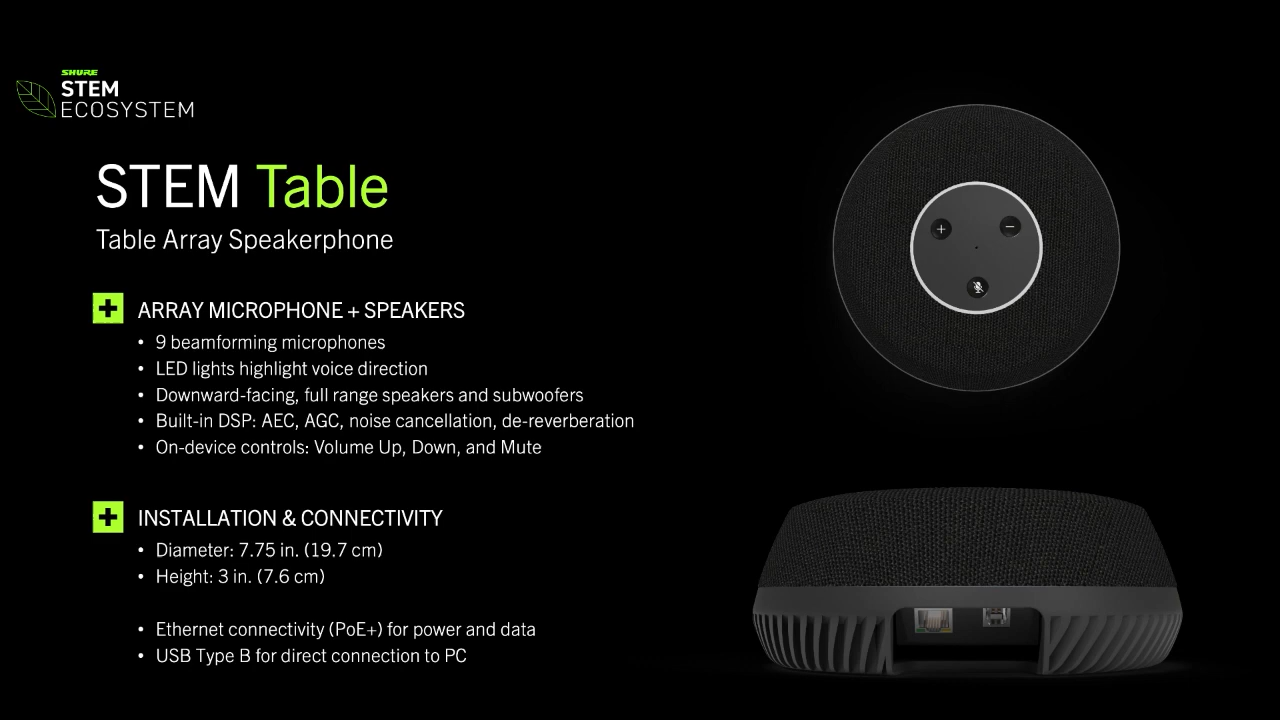 SHURE
STEM
ECOSYSTEM
STEM Table
Table Array Speakerphone
ARRAY MICROPHONE + SPEAKERS
• 9 beamforming microphones
• LED lights highlight voice direction
• Downward-facing, full range speakers and subwoofers
• Built-in DSP: AEC, AGC, noise cancellation, de-reverberation
• On-device controls: Volume Up, Down, and Mute
INSTALLATION & CONNECTIVITY
• Diameter: 7.75 in. (19.7 cm)
• Height: 3 in. (7.6 cm)
• Ethernet connectivity (PoE+) for power and data
• USB Type B for direct connection to PC